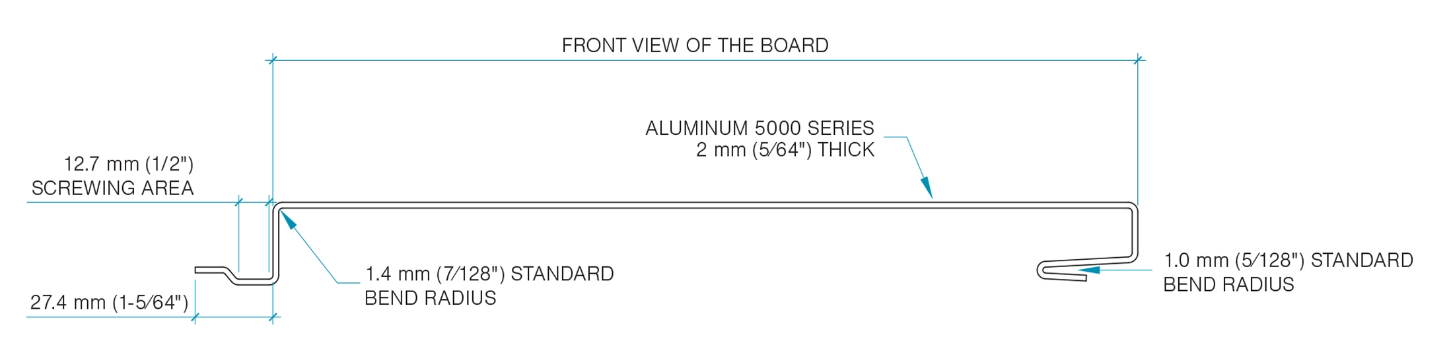 FRONT VIEW OF THE BOARD
ALUMINUM 5000 SERIES
2 mm (5/64") THICK
12.7 mm (1/2")
SCREWING AREA
1.4 mm (7/128") STANDARD
BEND RADIUS
1.0 mm (5/128") STANDARD
BEND RADIUS
27.4 mm (1-5/64")